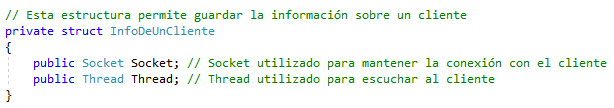 // Esta estructura permite guardar la información sobre un cliente
private struct InfoDeUnCliente
{
    public Socket Socket; // Socket utilizado para mantener la conexión con el cliente
    public Thread Thread; // Thread utilizado para escuchar al cliente
}